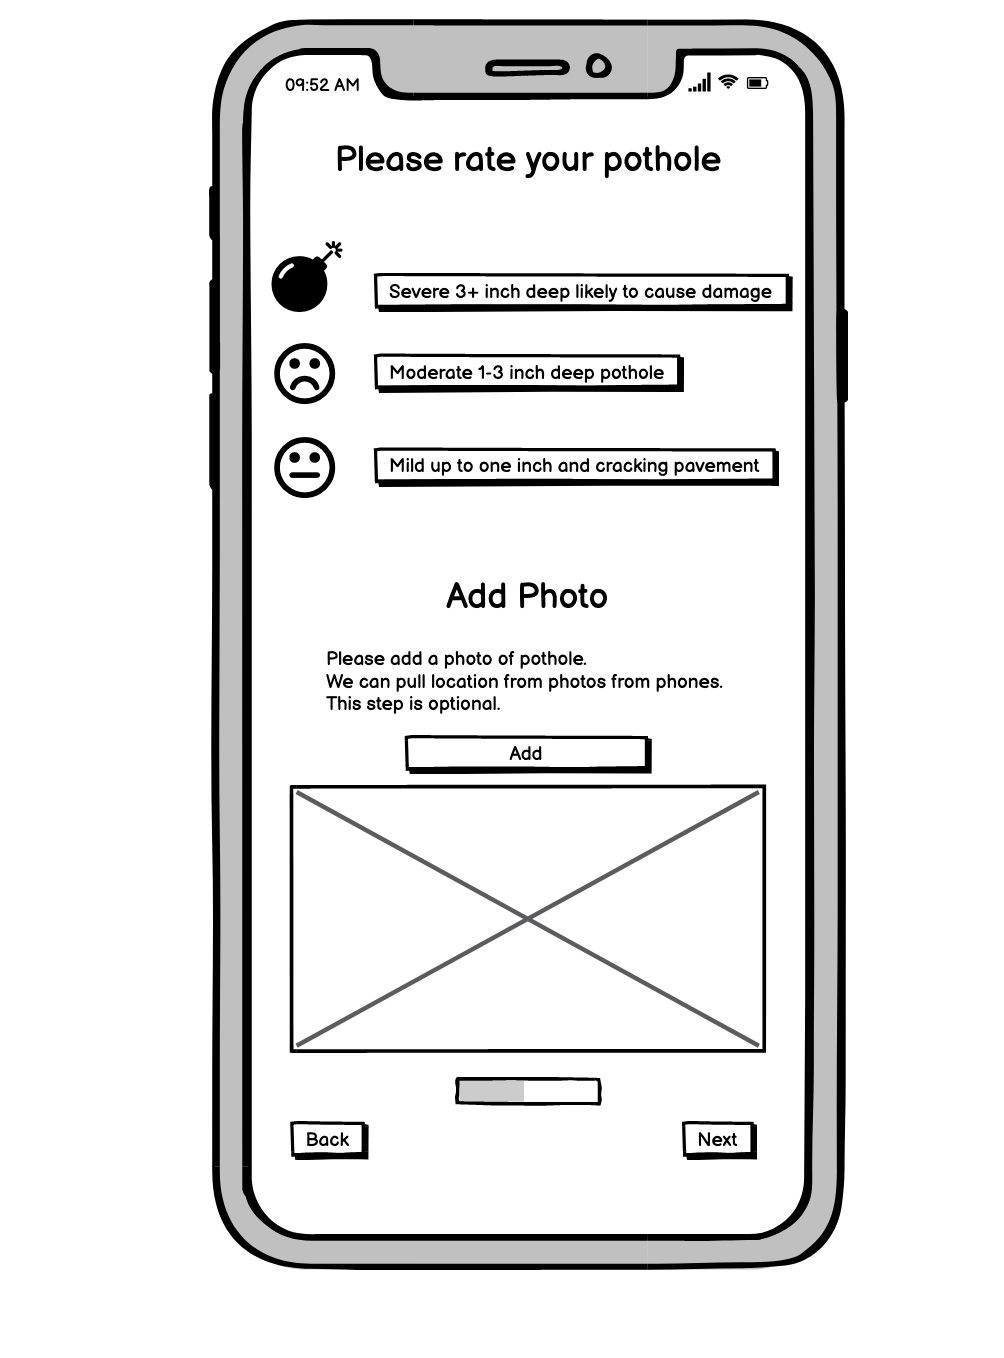 09:52 AM
Please rate your pothole
Severe 3+ inch deep likely to cause damage
Moderate 1-3 inch deep pothole
Mild up to one inch and cracking pavement
Add Photo
Please add a photo of pothole.
We can pull location from photos from phones.
This step is optional.
Add
Back
Next